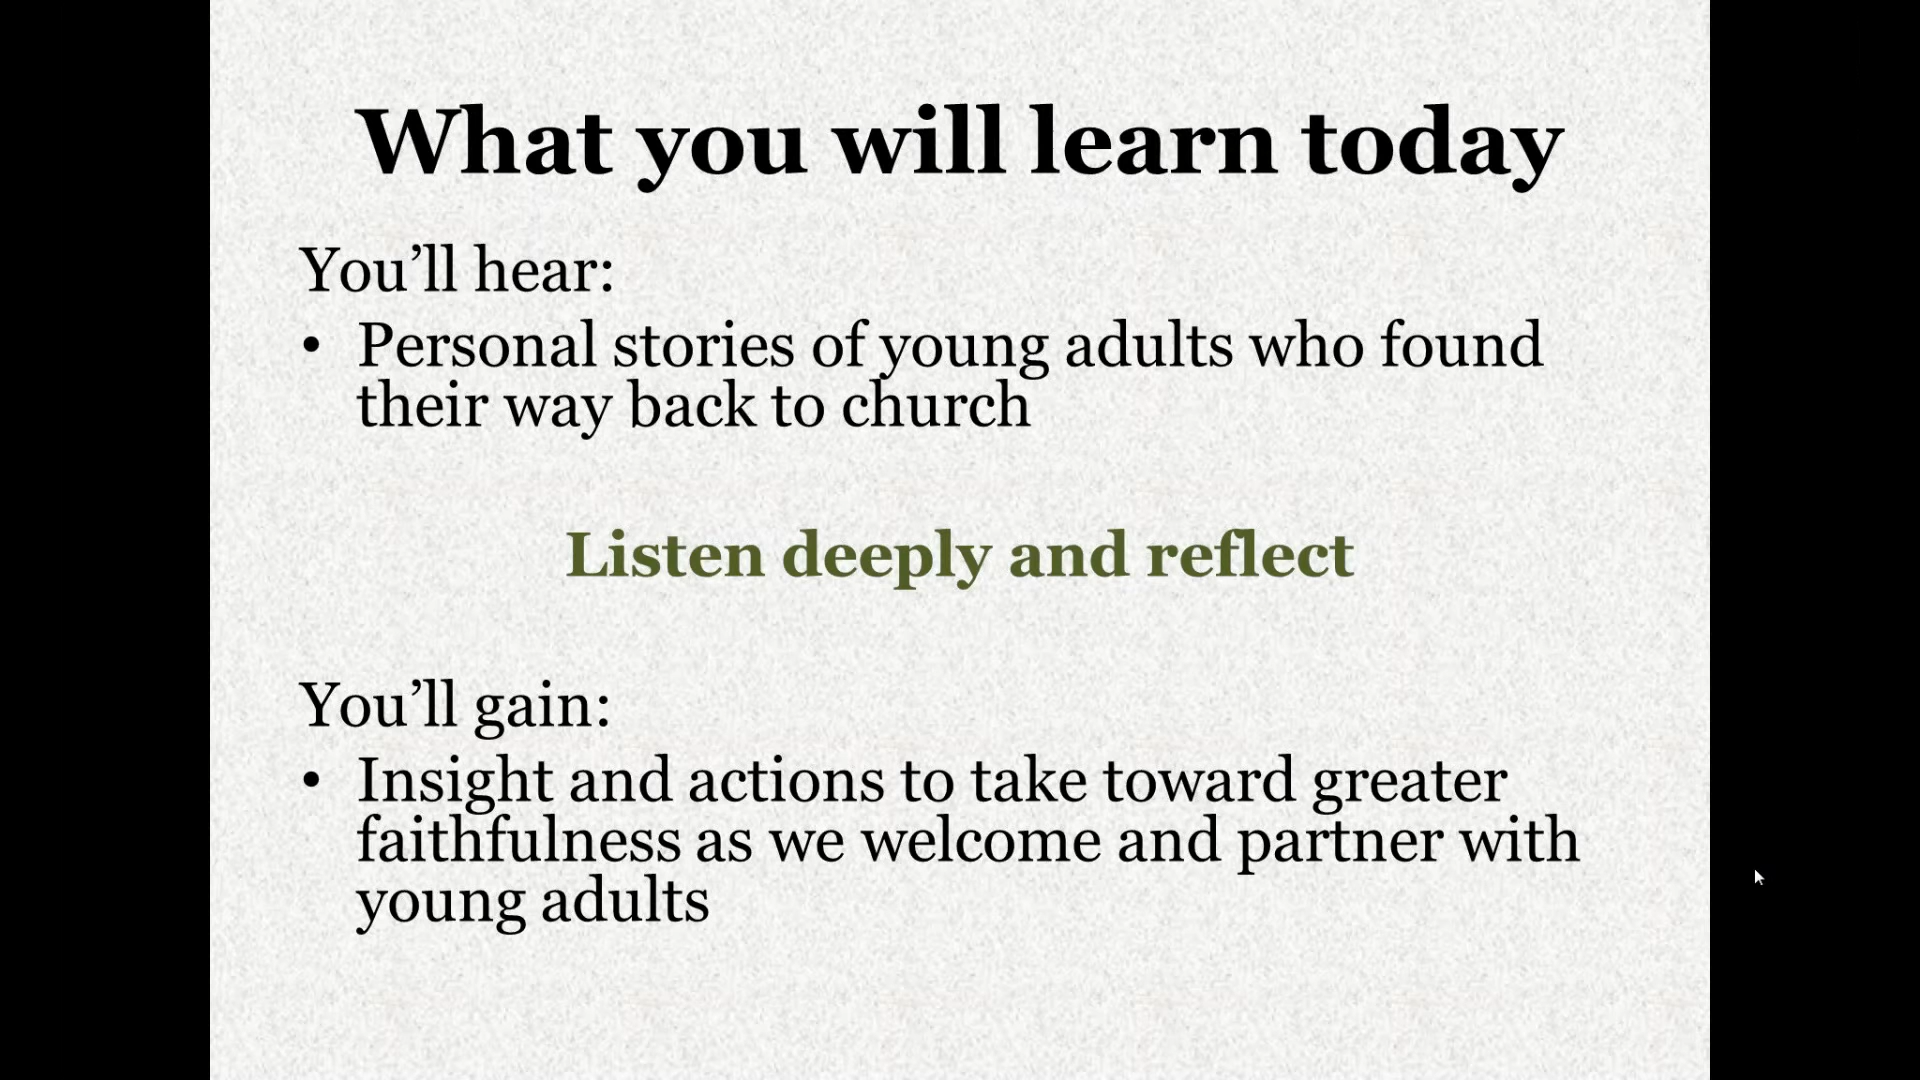 What you will learn today
You’ll hear:
• Personal stories of young adults who found
their way back to church
Listen deeply and reflect
You’ll gain:
• Insight and actions to take toward greater
faithfulness as we welcome and partner with
young adults